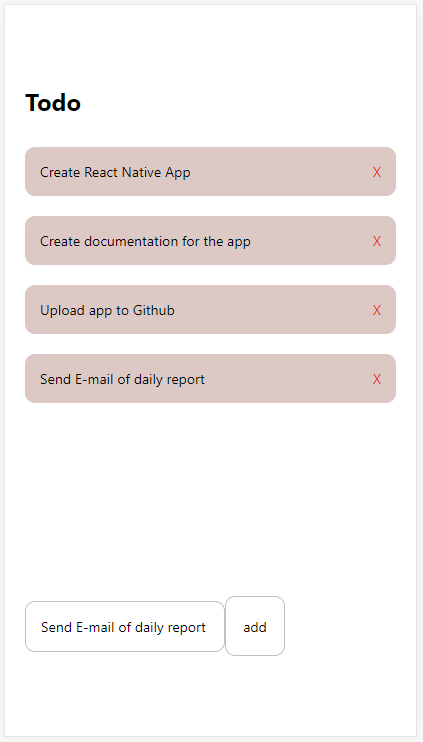 Todo
Create React Native App X
Create documentation for the app X
Upload app to Github X
Send E-mail of daily report X
Send E-mail of daily report add